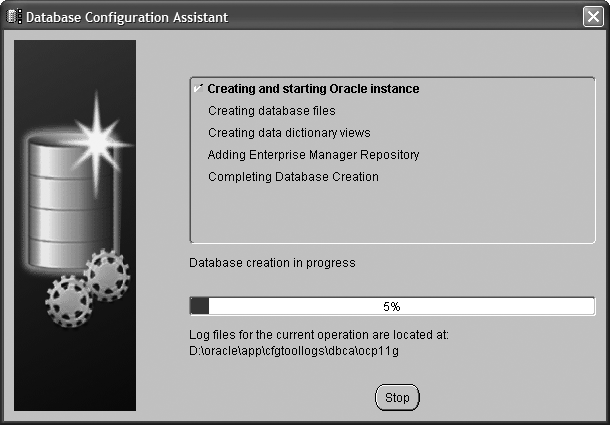 Database Configuration Assistant
Creating and starting Oracle instance
Creating database files
Creating data dictionary views
Adding Enterprise Manager Repository
Completing Database Creation
Database creation in progress
5%
Log files for the current operation are located at:
D:\oracle\app\cfgtoollogs\dbca\ocp11g
Stop